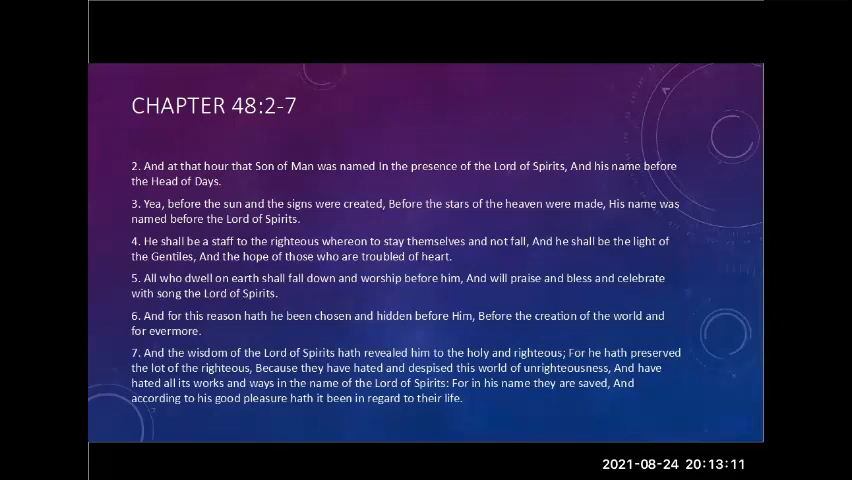 CHAPTER 48:2-7
2. And at that hour that Son of Man was named In the presence of the Lord of Spirits, And his name before
the Head of Days.
3. Yea, before the sun and the signs were created, Before the stars of the heaven were made, His name was
named before the Lord of Spirits.
4. He shall be a staff to the righteous whereon to stay themselves and not fall, And he shall be the light of
the Gentiles, And the hope of those who are troubled of heart.
5. All who dwell on earth shall fall down and worship before him, And will praise and bless and celebrate
with song the Lord of Spirits.
6. And for this reason hath he been chosen and hidden before Him, Before the creation of the world and
for evermore.
7. And the wisdom of the Lord of Spirits hath revealed him to the holy and righteous; For he hath preserved
the lot of the righteous, Because they have hated and despised this world of unrighteousness, And have
hated all its works and ways in the name of the Lord of Spirits: For in his name they are saved, And
according to his good pleasure hath it been in regard to their life.
2021-08-24 20:13:11